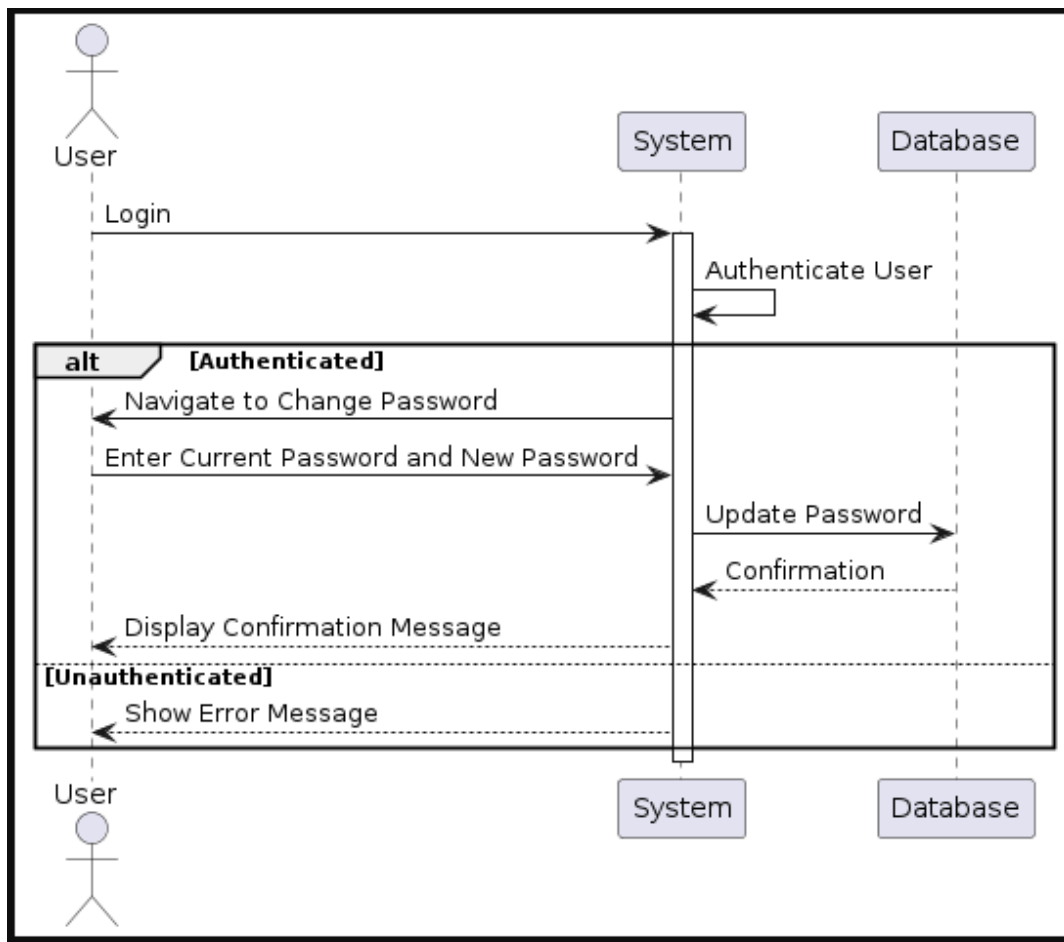 User
System
Database
Login
Authenticate User
alt
[Authenticated]
Navigate to Change Password
Enter Current Password and New Password
Update Password
Confirmation
Display Confirmation Message
[Unauthenticated]
Show Error Message
User
System
Database